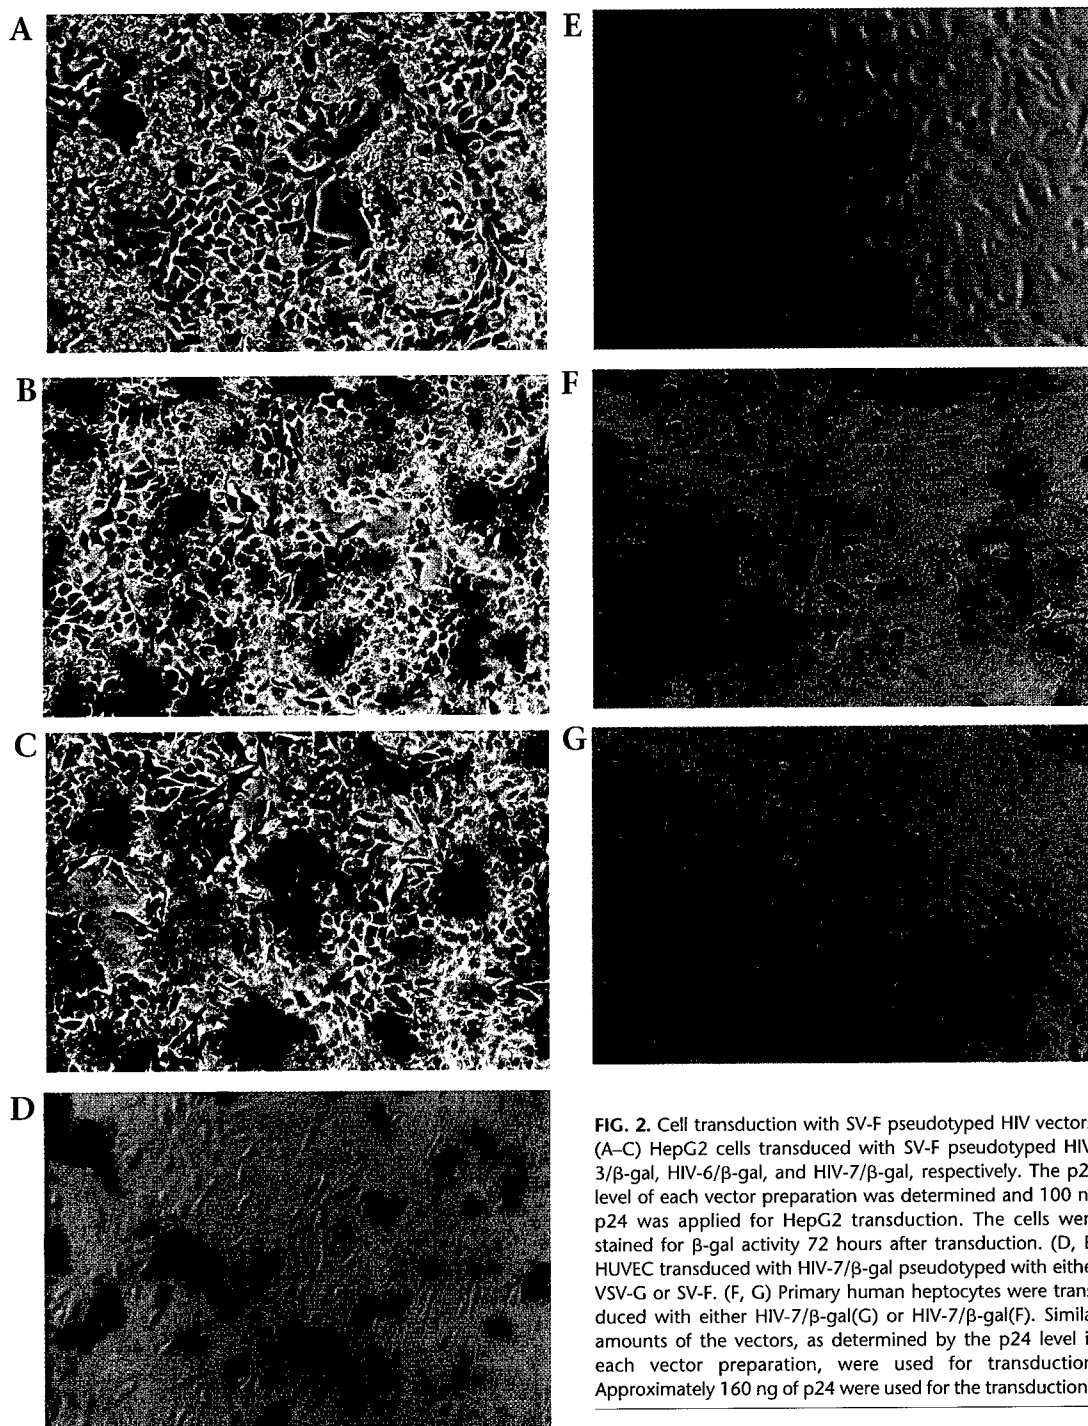 A
E
B
F
C
G
D
FIG. 2. Cell transduction with SV-F pseudotyped HIV vector
(A–C) HepG2 cells transduced with SV-F pseudotyped HIV
3/β-gal, HIV-6/β-gal, and HIV-7/β-gal, respectively. The p2
level of each vector preparation was determined and 100 n
p24 was applied for HepG2 transduction. The cells wer
stained for β-gal activity 72 hours after transduction. (D, E
HUVEC transduced with HIV-7/β-gal pseudotyped with eithe
VSV-G or SV-F. (F, G) Primary human heptocytes were trans
duced with either HIV-7/β-gal(G) or HIV-7/β-gal(F). Simila
amounts of the vectors, as determined by the p24 level i
each vector preparation, were used for transduction
Approximately 160 ng of p24 were used for the transduction